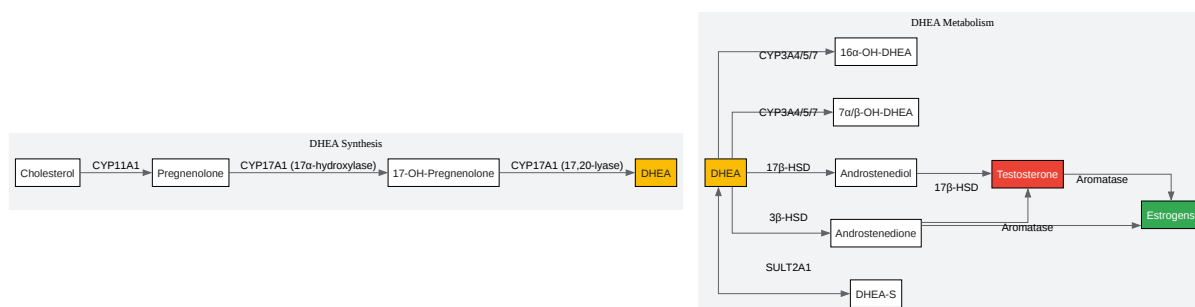 DHEA Synthesis
Cholesterol
CYP11A1
Pregnenolone
CYP17A1 (17α-hydroxylase)
17-OH-Pregnenolone
CYP17A1 (17,20-lyase)
DHEA
DHEA Metabolism
CYP3A4/5/7
16α-OH-DHEA
CYP3A4/5/7
7α/β-OH-DHEA
DHEA
17β-HSD
Androstenediol
17β-HSD
Testosterone
Aromatase
Estrogens
3β-HSD
Androstenedione
Aromatase
SULT2A1
DHEA-S